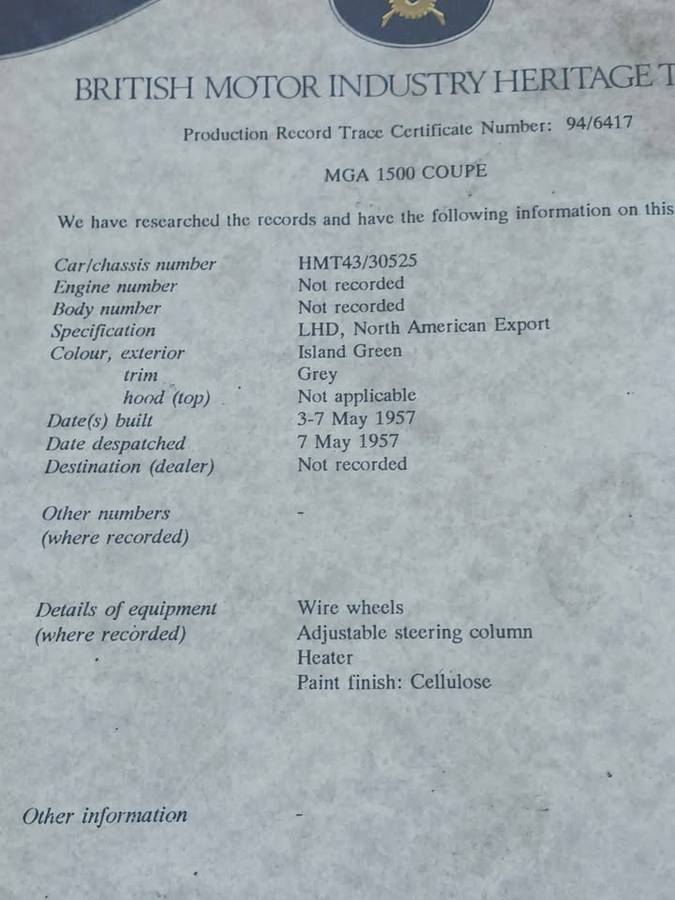 BRITISH MOTOR INDUSTRY HERITAGE T
Production Record Trace Certificate Number: 94/6417
MGA 1500 COUPE
We have researched the records and have the following information on this
Car/chassis number HMT43/30525
Engine number Not recorded
Body number Not recorded
Specification LHD, North American Export
Colour, exterior Island Green
trim Grey
hood (top) Not applicable
Date(s) built 3-7 May 1957
Date despatched 7 May 1957
Destination (dealer) Not recorded
Other numbers -
(where recorded)
Details of equipment Wire wheels
(where recorded) Adjustable steering column
Heater
Paint finish: Cellulose
Other information -